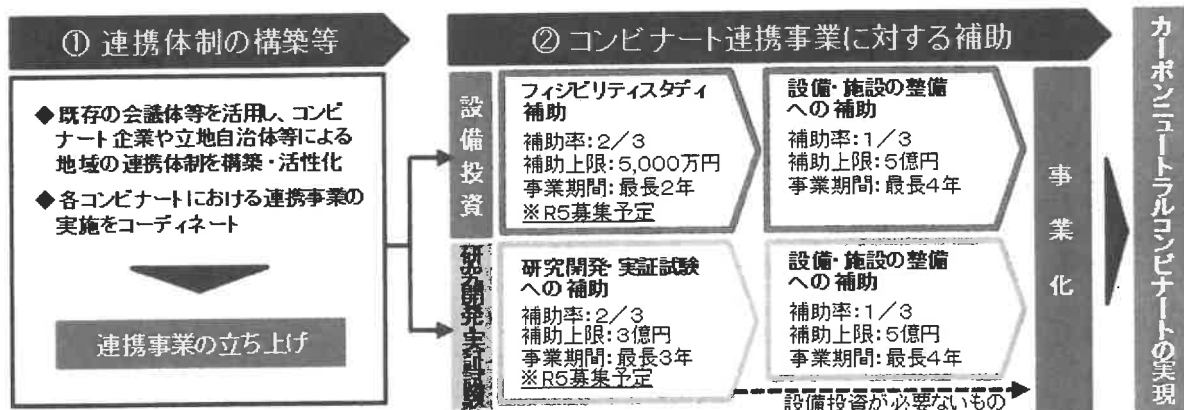 ① 連携体制の構築等
◆既存の会議体等を活用し、コンビ
ナート企業や立地自治体等による
地域の連携体制を構築・活性化
◆各コンビナートにおける連携事業の
実施をコーディネート
連携事業の立ち上げ
② コンビナート連携事業に対する補助
設備投資
フィジビリティスタディ
補助
補助率:2/3
補助上限:5,000万円
事業期間:最長2年
※R5募集予定
設備・施設の整備
への補助
補助率:1/3
補助上限:5億円
事業期間:最長4年
研究開発・実証試験
研究開発・実証試験
への補助
補助率:2/3
補助上限:3億円
事業期間:最長3年
※R5募集予定
設備・施設の整備
への補助
補助率:1/3
補助上限:5億円
事業期間:最長4年
設備投資が必要ないもの
事業化
カーボンニュートラルコンビナートの実現